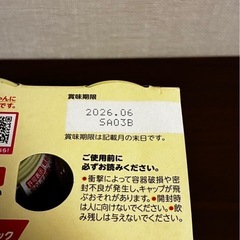 賞味期限
2026.06
SA03B
賞味期限は記載月の末日です。
ご使用前に
必ずお読みください。
●衝撃によって容器破損や密
封不良が発生し、キャップが飛
ぶおそれがあります。●開封時
は人に向けないでください。●飲
み残しは与えないでください。
ック